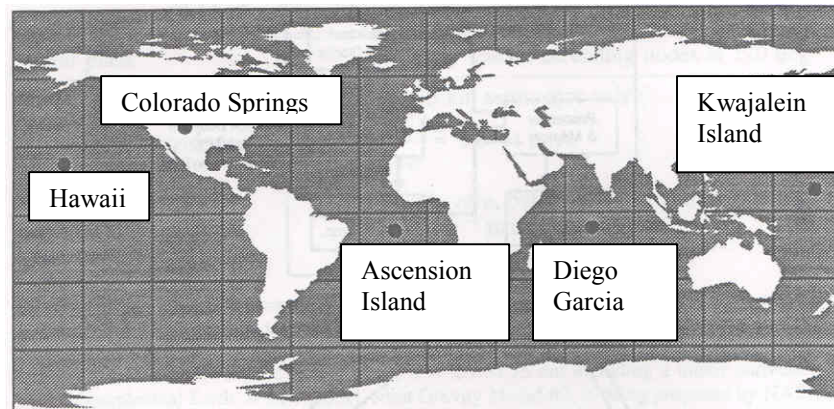 Colorado Springs
Kwajalein
Island
Hawaii
Ascension
Island
Diego
Garcia